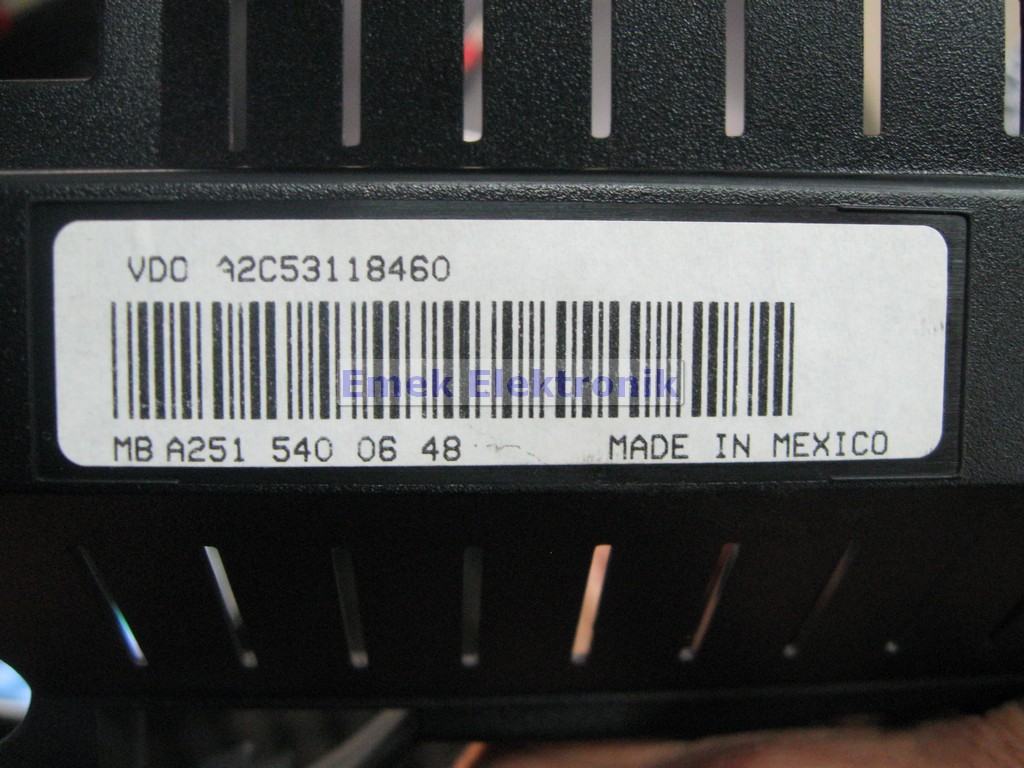 VDO A2C53118460
Emek Elektronik
MB A251 540 06 48 MADE IN MEXICO